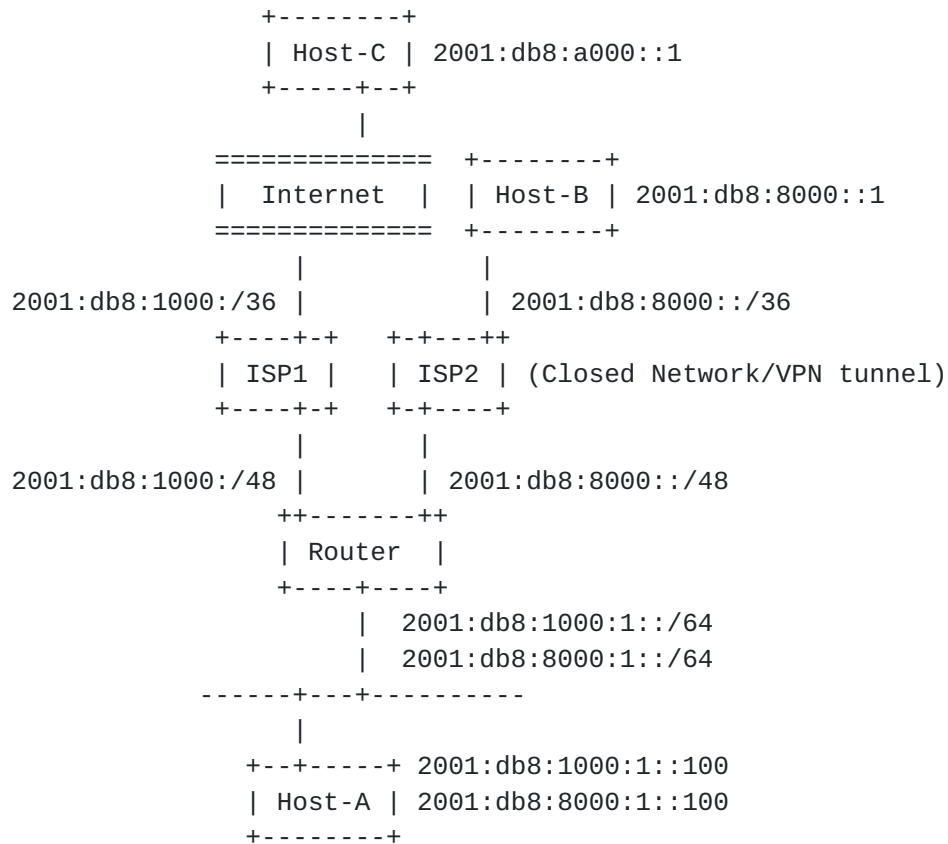 +--------+
| Host-C | 2001:db8:a000::1
+-----+--+
|
============== +--------+
| Internet | | Host-B | 2001:db8:8000::1
============== +--------+
| |
2001:db8:1000:/36 | | 2001:db8:8000::/36
+----+-+ +-+---++
| ISP1 | | ISP2 | (Closed Network/VPN tunnel)
+----+-+ +-+----+
| |
2001:db8:1000:/48 | | 2001:db8:8000::/48
++-------++
| Router |
+----+----+
| 2001:db8:1000:1::/64
| 2001:db8:8000:1::/64
------+---+----------
|
+--+-----+ 2001:db8:1000:1::100
| Host-A | 2001:db8:8000:1::100
+--------+